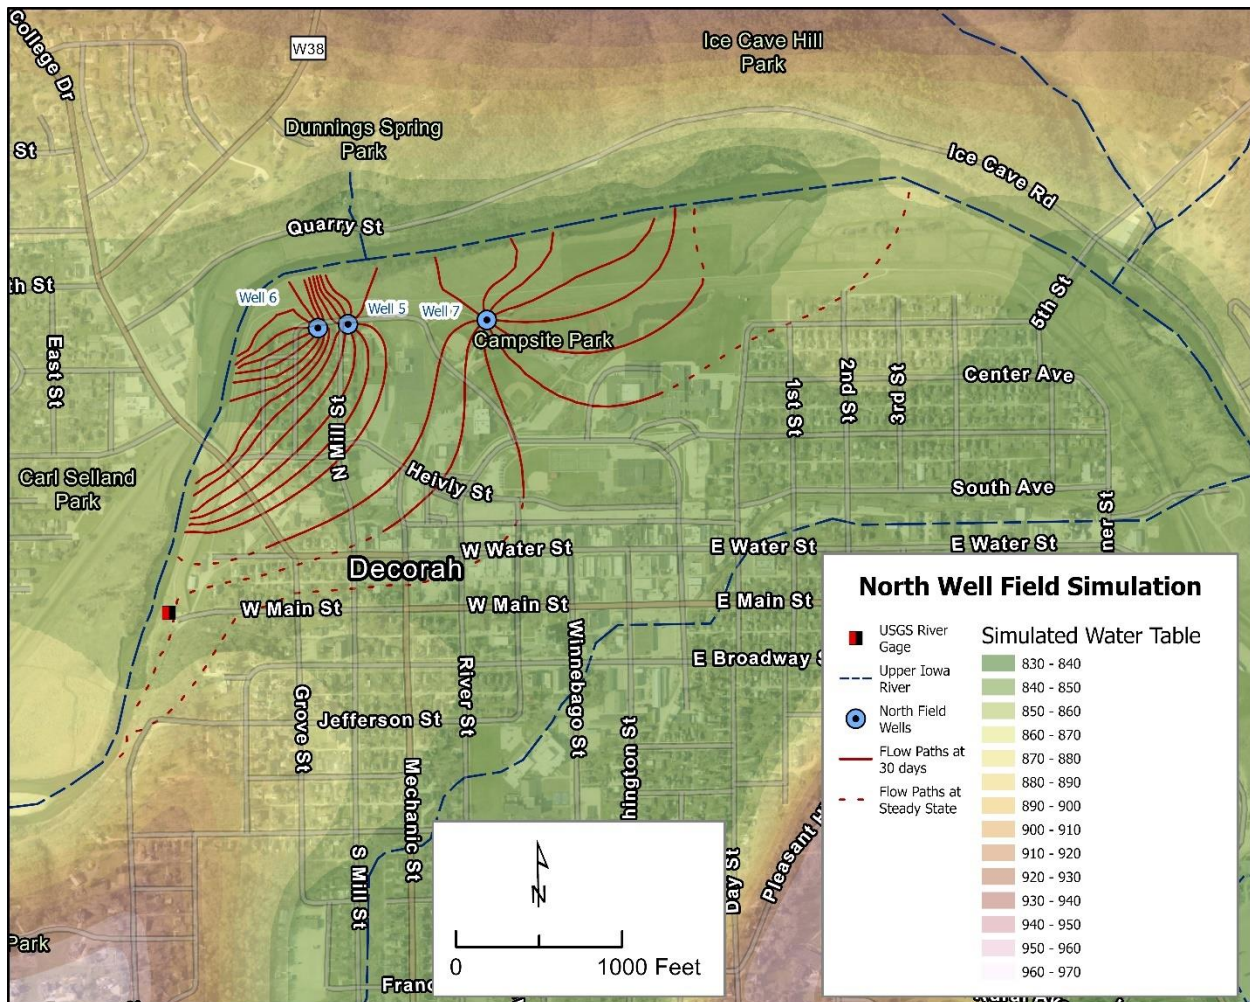 College Dr
W38
Ice Cave Hill
Park
Dunnings Spring
Park
St
Ice Cave Rd
Quarry St
th St
Well 6
Well 5
Well 7
5th St
East St
Campsite Park
Center Ave
1st St
2nd St
3rd St
N Mill St
Carl Selland
Park
Heivly St
South Ave
ner St
W Water St
E Water St
E Water St
Decorah
W Main St
W Main St
E Main St
E Broadway S
Winnebago St
River St
Grove St
Jefferson St
hington St
Mechanic St
S Mill St
Day St
Pleasant H
Park
Franc
North Well Field Simulation
USGS River
Gage
Upper Iowa
River
North Field
Wells
FLow Paths at
30 days
Flow Paths at
Steady State
Simulated Water Table
830 - 840
840 - 850
850 - 860
860 - 870
870 - 880
880 - 890
890 - 900
900 - 910
910 - 920
920 - 930
930 - 940
940 - 950
950 - 960
960 - 970
N
0 1000 Feet